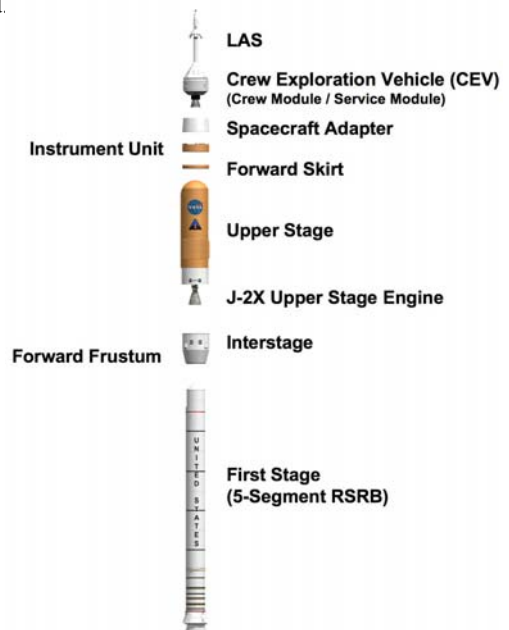 LAS
Crew Exploration Vehicle (CEV)
(Crew Module / Service Module)
Spacecraft Adapter
Instrument Unit
Forward Skirt
Upper Stage
J-2X Upper Stage Engine
Interstage
Forward Frustum
First Stage
(5-Segment RSRB)
UNITED STATES